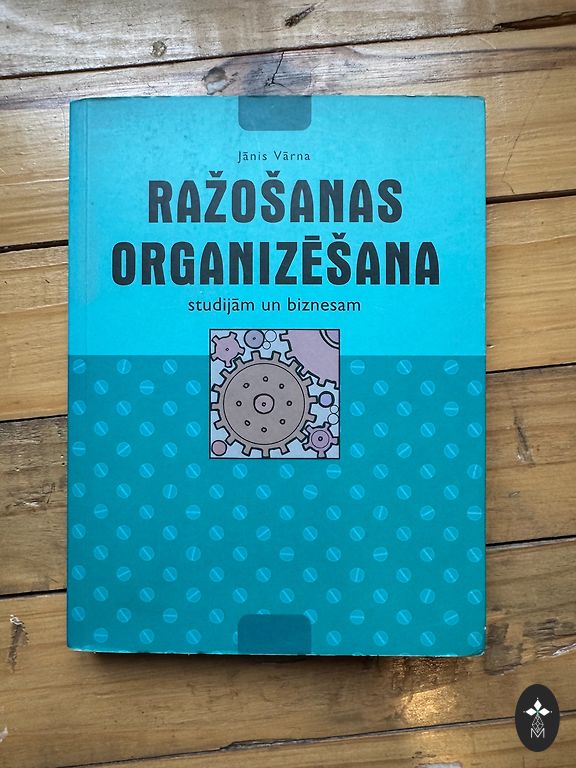 Jānis Vārna
RAŽOŠANAS
ORGANIZĒŠANA
studijām un biznesam
M